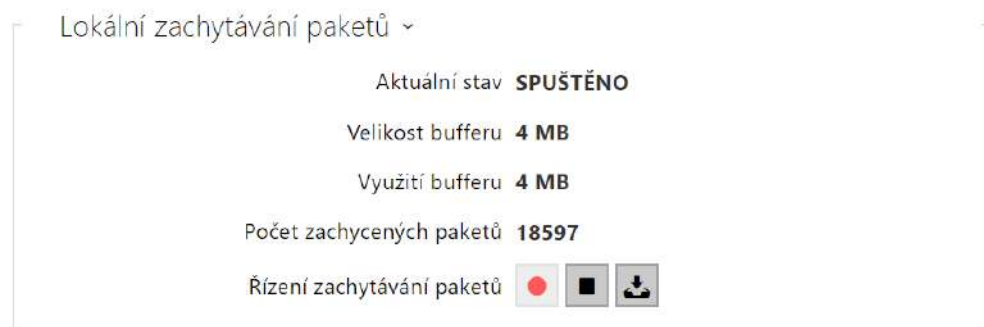 Lokální zachytávání paketů
Aktuální stav SPUŠTĚNO
Velikost bufferu 4 MB
Využití bufferu 4 MB
Počet zachycených paketů 18597
Řízení zachytávání paketů